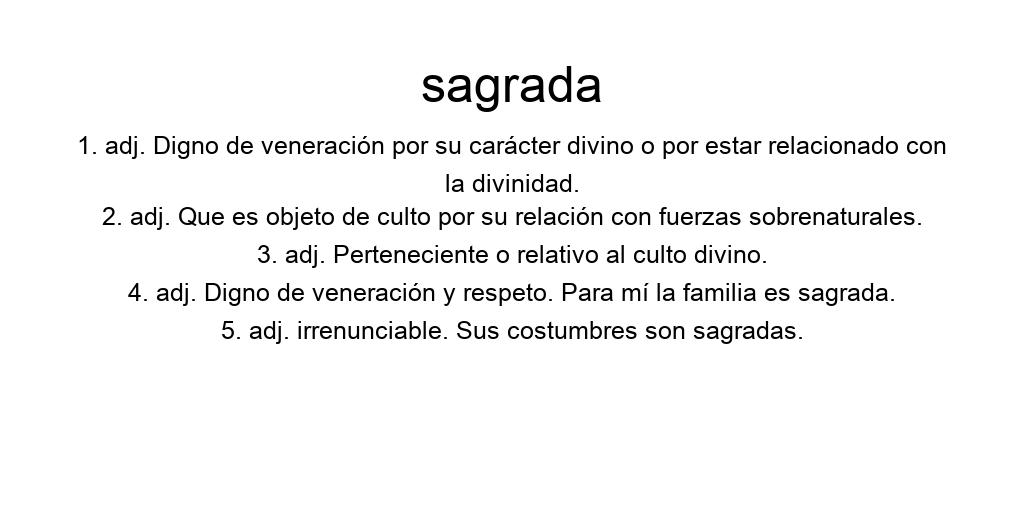 sagrada
1. adj. Digno de veneración por su carácter divino o por estar relacionado con
la divinidad.
2. adj. Que es objeto de culto por su relación con fuerzas sobrenaturales.
3. adj. Perteneciente o relativo al culto divino.
4. adj. Digno de veneración y respeto. Para mí la familia es sagrada.
5. adj. irrenunciable. Sus costumbres son sagradas.